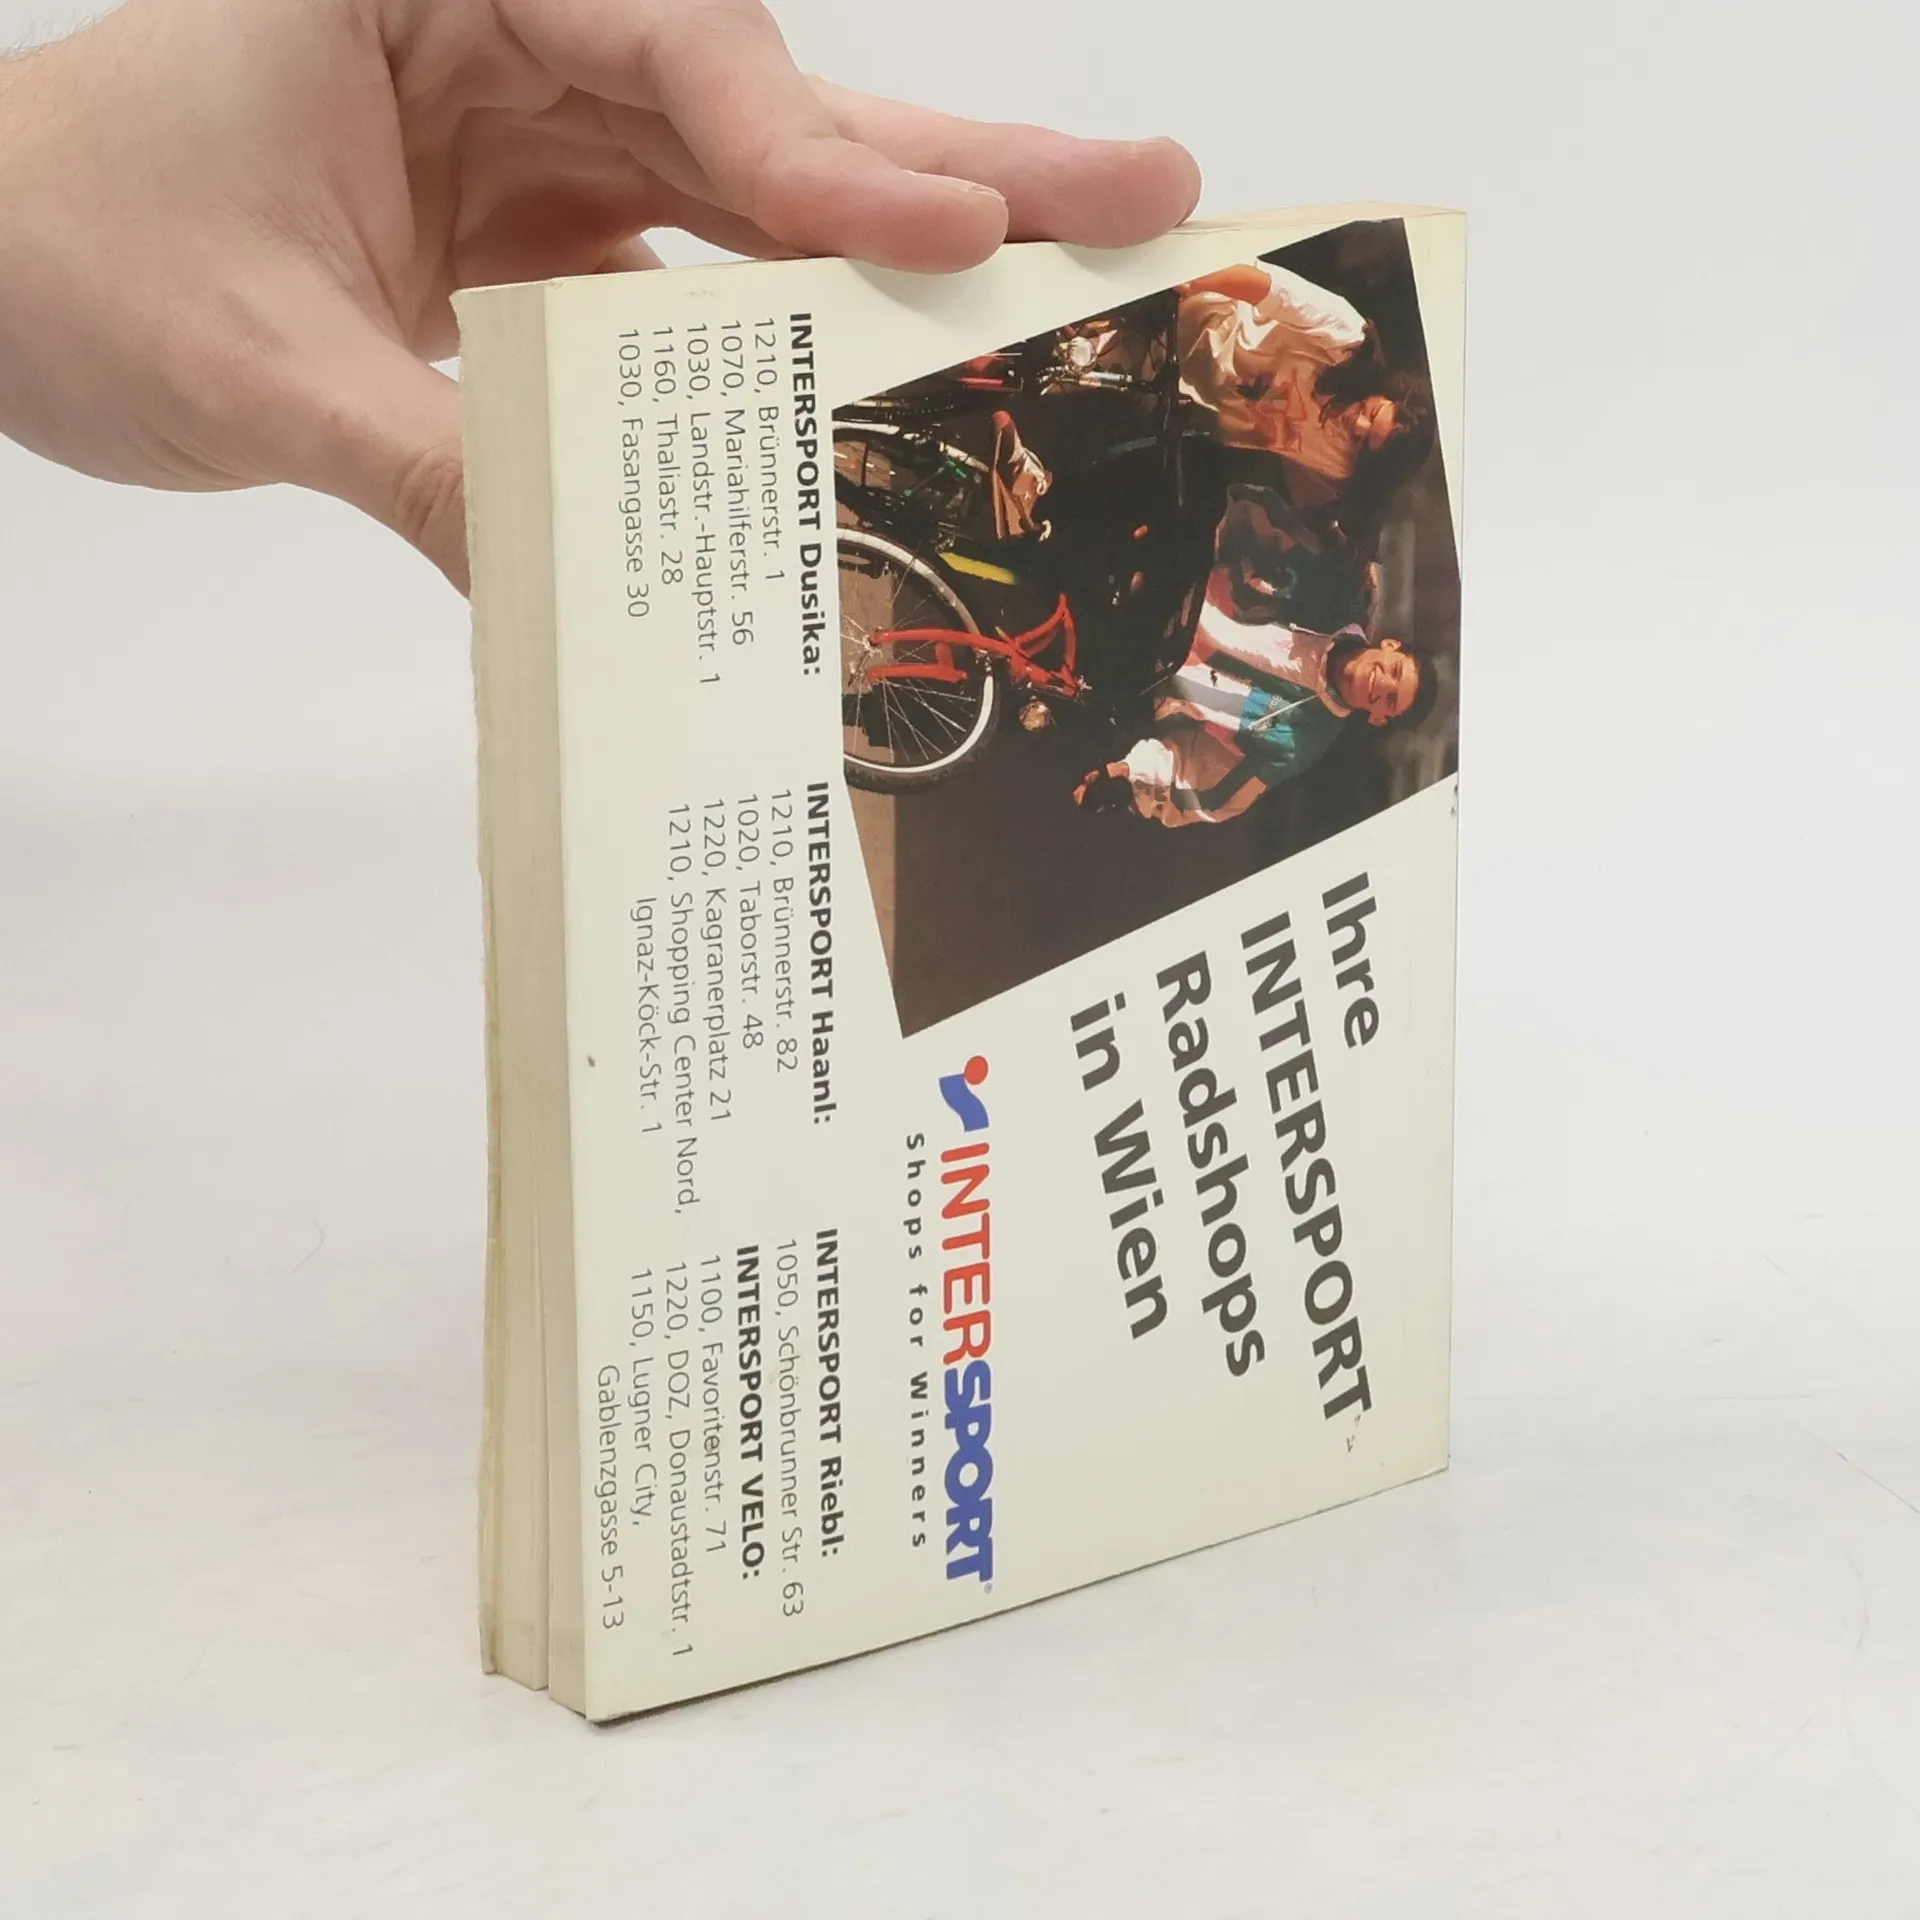 Ihre
INTERSPORT
Radshops
in Wien
INTERSPORT®
Shops for Winners
INTERSPORT Dusika:
1210, Brünnerstr. 1
1070, Mariahilferstr. 56
1030, Landstr.-Hauptstr. 1
1160, Thaliastr. 28
1030, Fasangasse 30
INTERSPORT Haanl:
1210, Brünnerstr. 82
1020, Taborstr. 48
1220, Kagranerplatz 21
1210, Shopping Center Nord,
Ignaz-Köck-Str. 1
INTERSPORT Riebl:
1050, Schönbrunner Str. 63
INTERSPORT VELO:
1100, Favoritenstr. 71
1220, DOZ, Donaustadtstr. 1
1150, Lugner City,
Gablenzgasse 5-13